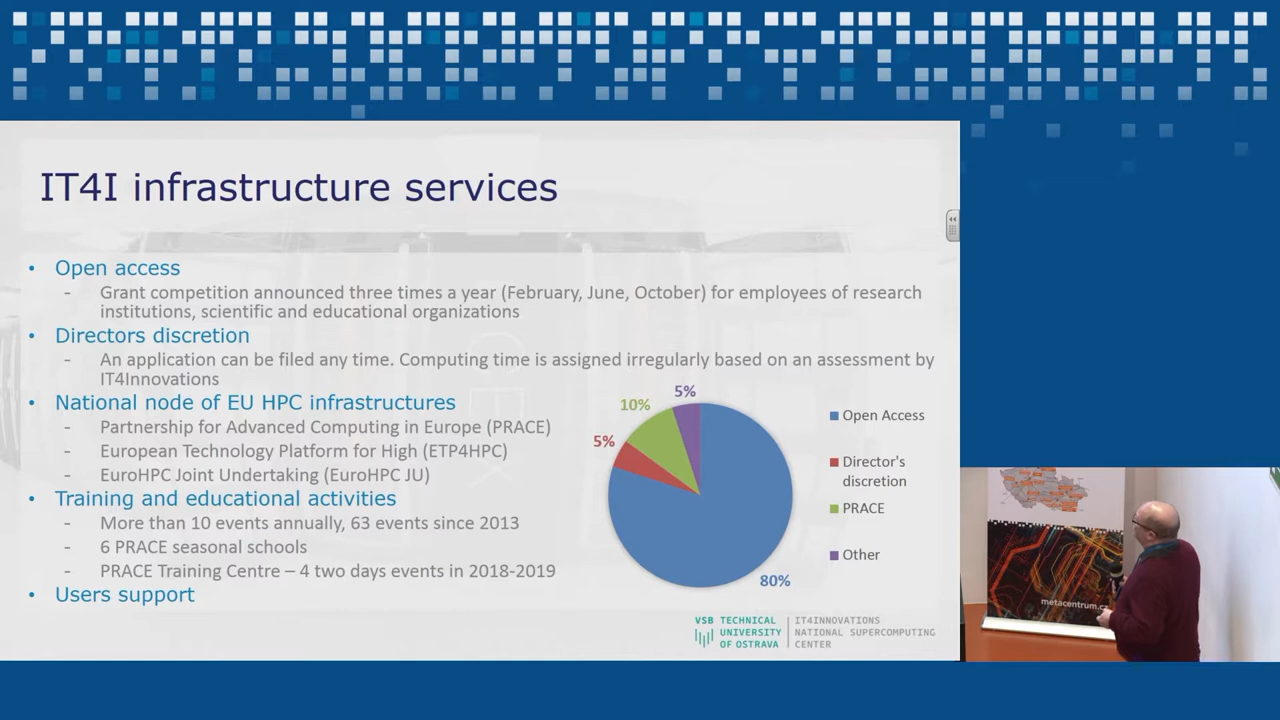 IT4I infrastructure services
• Open access
- Grant competition announced three times a year (February, June, October) for employees of research
institutions, scientific and educational organizations
• Directors discretion
- An application can be filed any time. Computing time is assigned irregularly based on an assessment by
IT4Innovations
• National node of EU HPC infrastructures
- Partnership for Advanced Computing in Europe (PRACE)
- European Technology Platform for High (ETP4HPC)
- EuroHPC Joint Undertaking (EuroHPC JU)
• Training and educational activities
- More than 10 events annually, 63 events since 2013
- 6 PRACE seasonal schools
- PRACE Training Centre – 4 two days events in 2018-2019
• Users support
5%
10%
5%
80%
Open Access
Director's
discretion
PRACE
Other
VSB TECHNICAL
UNIVERSITY
OF OSTRAVA
IT4INNOVATIONS
NATIONAL SUPERCOMPUTING
CENTER
metacentrum.cz